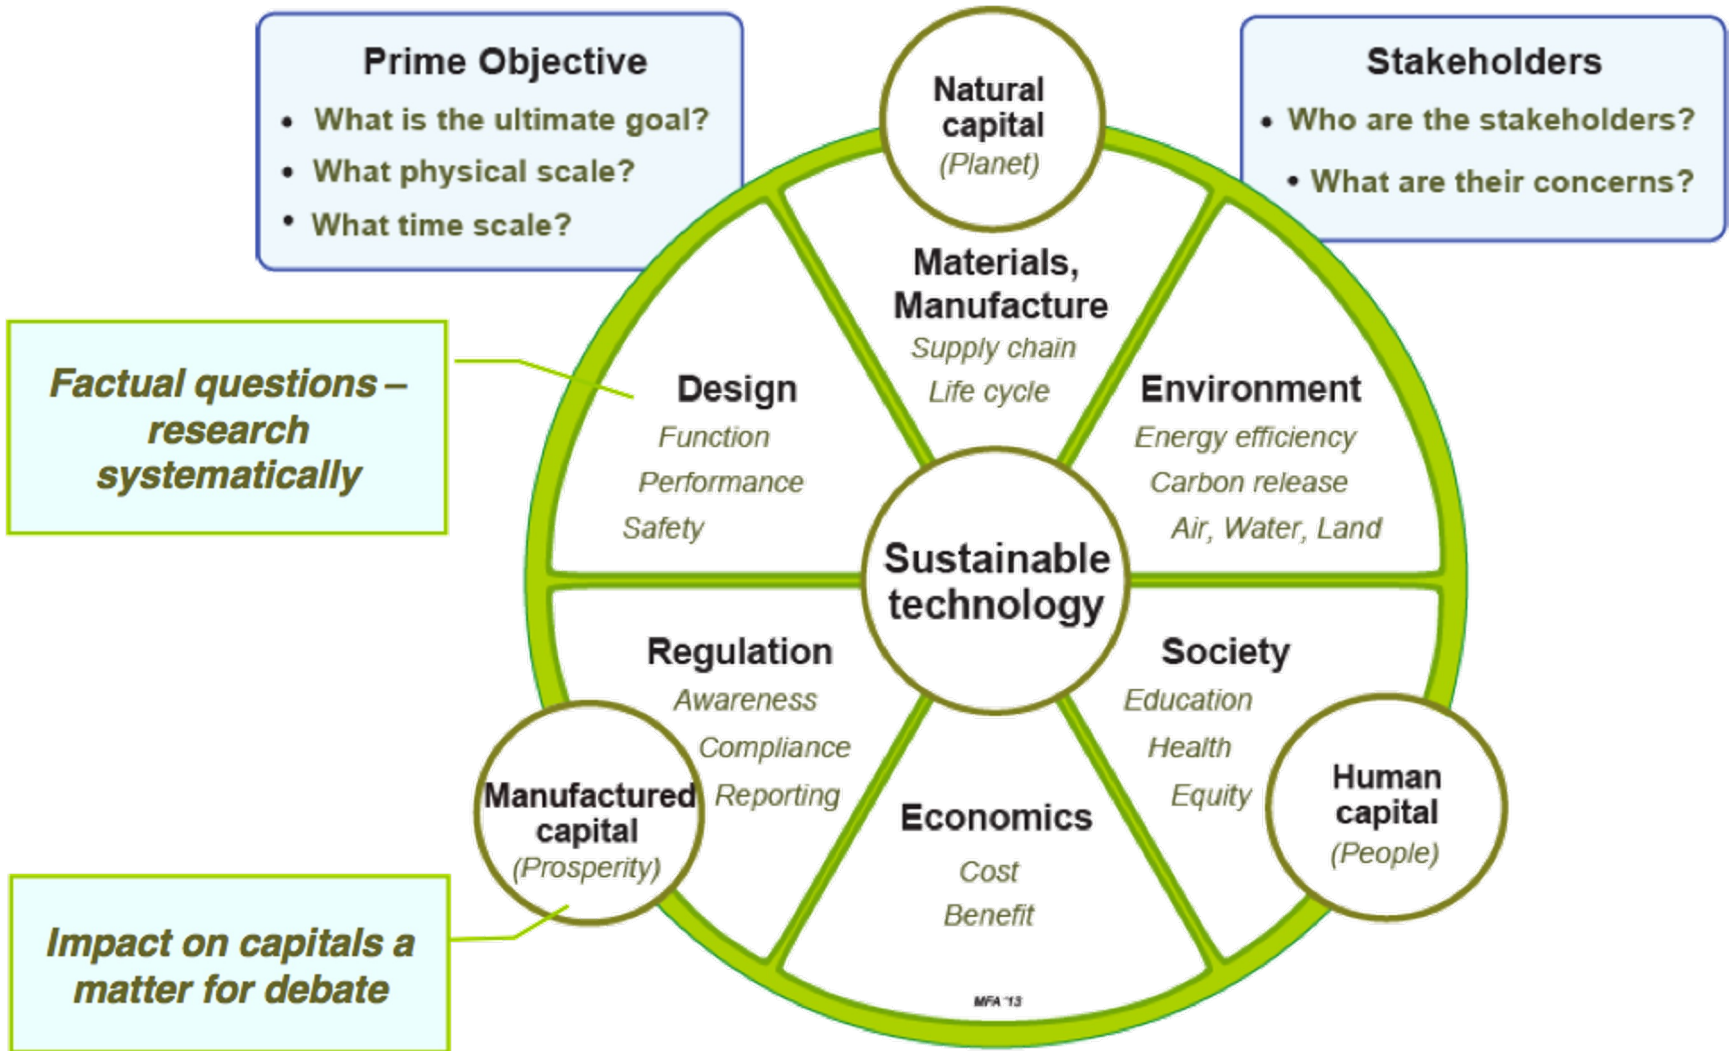 Prime Objective
• What is the ultimate goal?
• What physical scale?
• What time scale?
Stakeholders
• Who are the stakeholders?
• What are their concerns?
Natural
capital
(Planet)
Materials,
Manufacture
Supply chain
Life cycle
Factual questions –
research
systematically
Design
Function
Performance
Safety
Environment
Energy efficiency
Carbon release
Air, Water, Land
Sustainable
technology
Regulation
Awareness
Compliance
Reporting
Society
Education
Health
Equity
Manufactured
capital
(Prosperity)
Economics
Cost
Benefit
Human
capital
(People)
Impact on capitals a
matter for debate
MFA '13